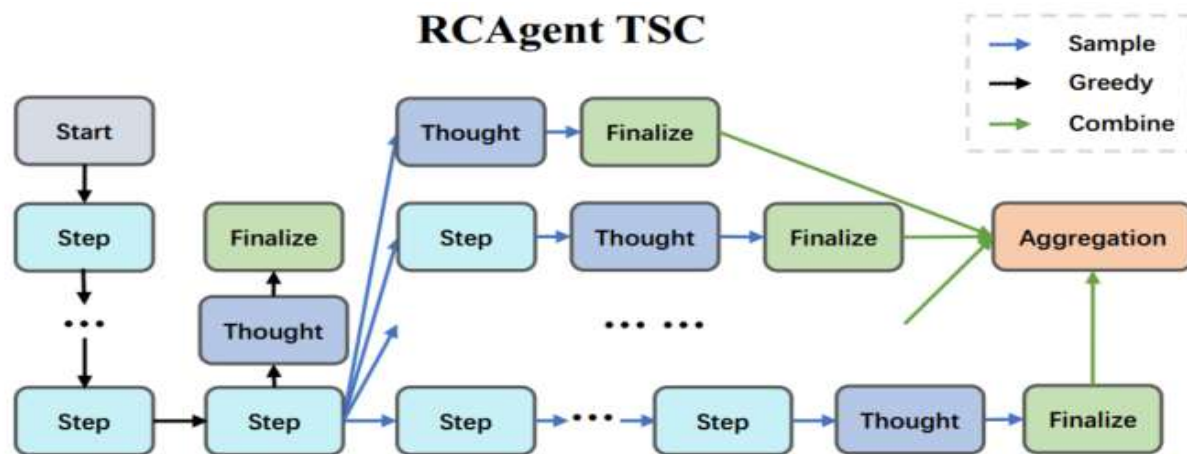 RCAgent TSC
Sample
Greedy
Combine
Start
Thought
Finalize
Step
Finalize
Step
Thought
Finalize
Aggregation
...
Thought
... ...
Step
Step
Step
...
Step
Thought
Finalize